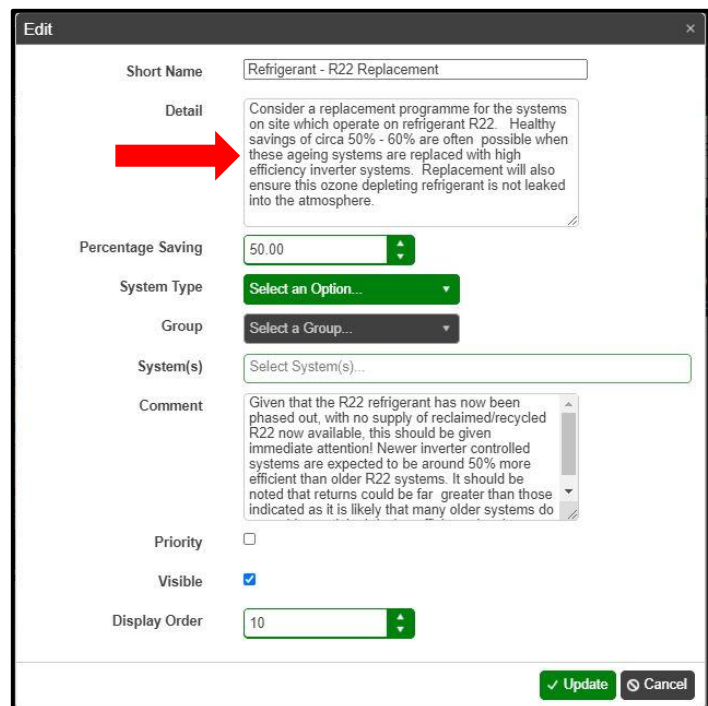 Edit ×
Short Name Refrigerant - R22 Replacement
Detail Consider a replacement programme for the systems
on site which operate on refrigerant R22.   Healthy
savings of circa 50% - 60% are often  possible when
these ageing systems are replaced with high
efficiency inverter systems.  Replacement will also
ensure this ozone depleting refrigerant is not leaked
into the atmosphere.
Percentage Saving 50.00
System Type Select an Option...
Group Select a Group...
System(s) Select System(s)...
Comment Given that the R22 refrigerant has now been
phased out, with no supply of reclaimed/recycled
R22 now available, this should be given
immediate attention! Newer inverter controlled
systems are expected to be around 50% more
efficient than older R22 systems. It should be
noted that returns could be far  greater than those
indicated as it is likely that many older systems do
Priority
Visible
Display Order 10
Update Cancel